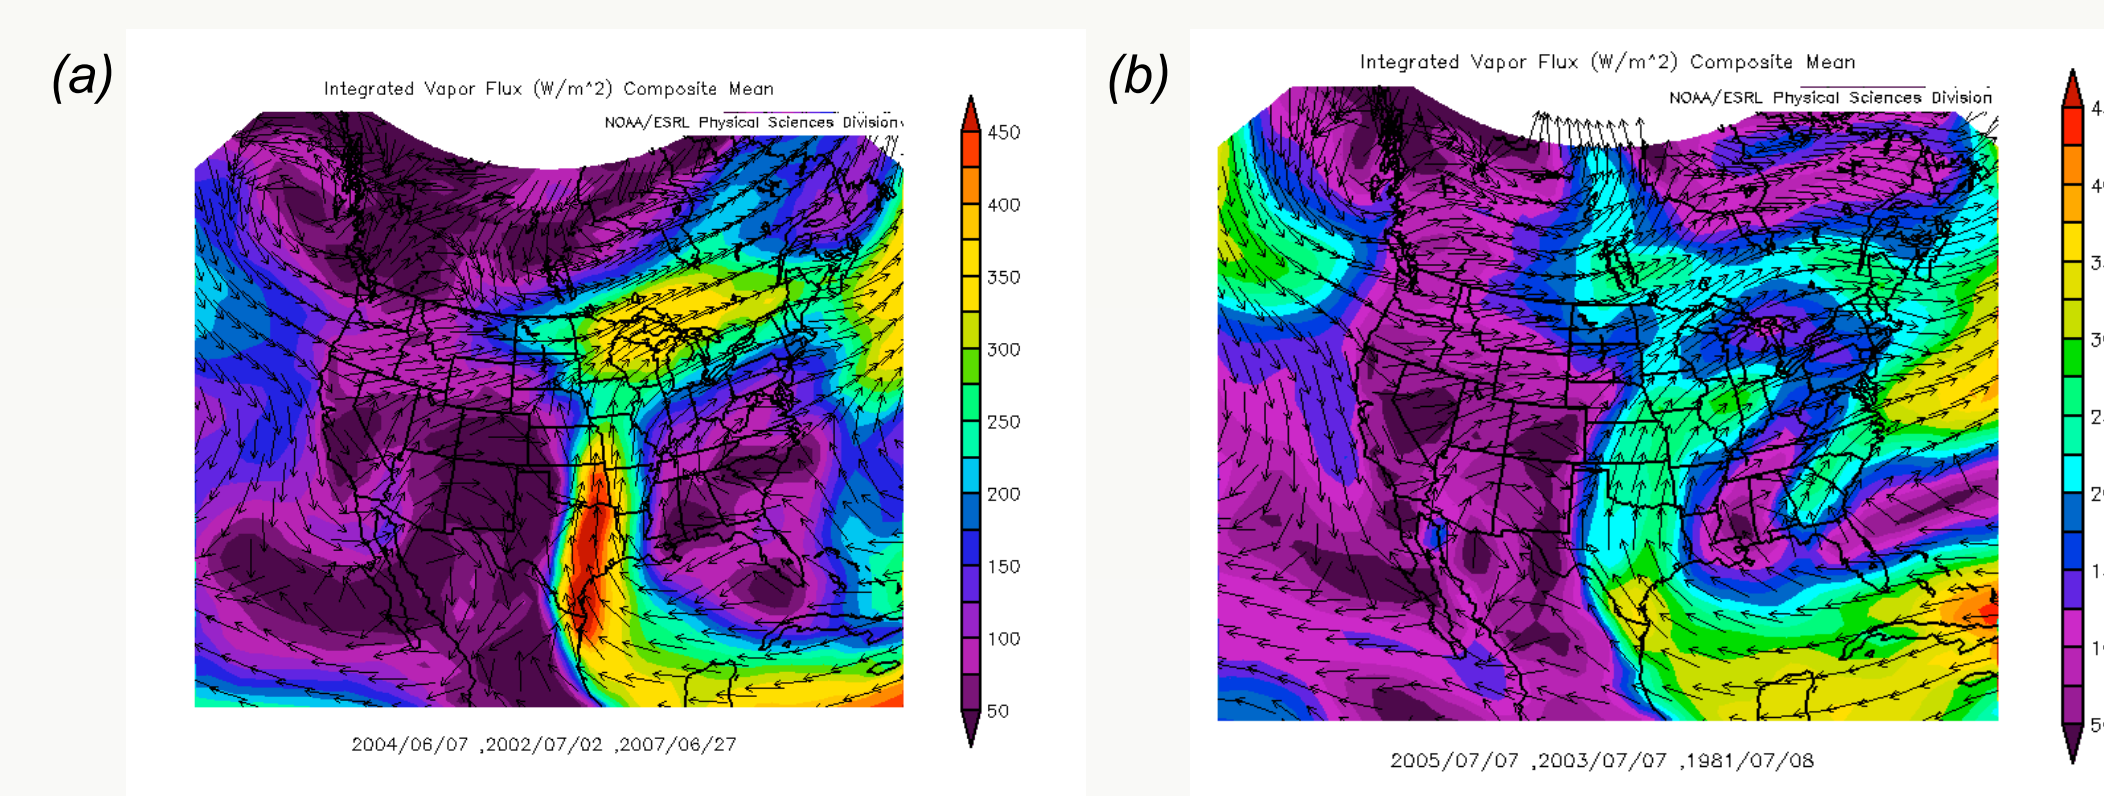 (a)
Integrated Vapor Flux (W/m^2) Composite Mean
NOAA/ESRL Physical Sciences Division
450
400
350
300
250
200
150
100
50
2004/06/07 ,2002/07/02 ,2007/06/27
(b)
Integrated Vapor Flux (W/m^2) Composite Mean
NOAA/ESRL Physical Sciences Division
2005/07/07 ,2003/07/07 ,1981/07/08